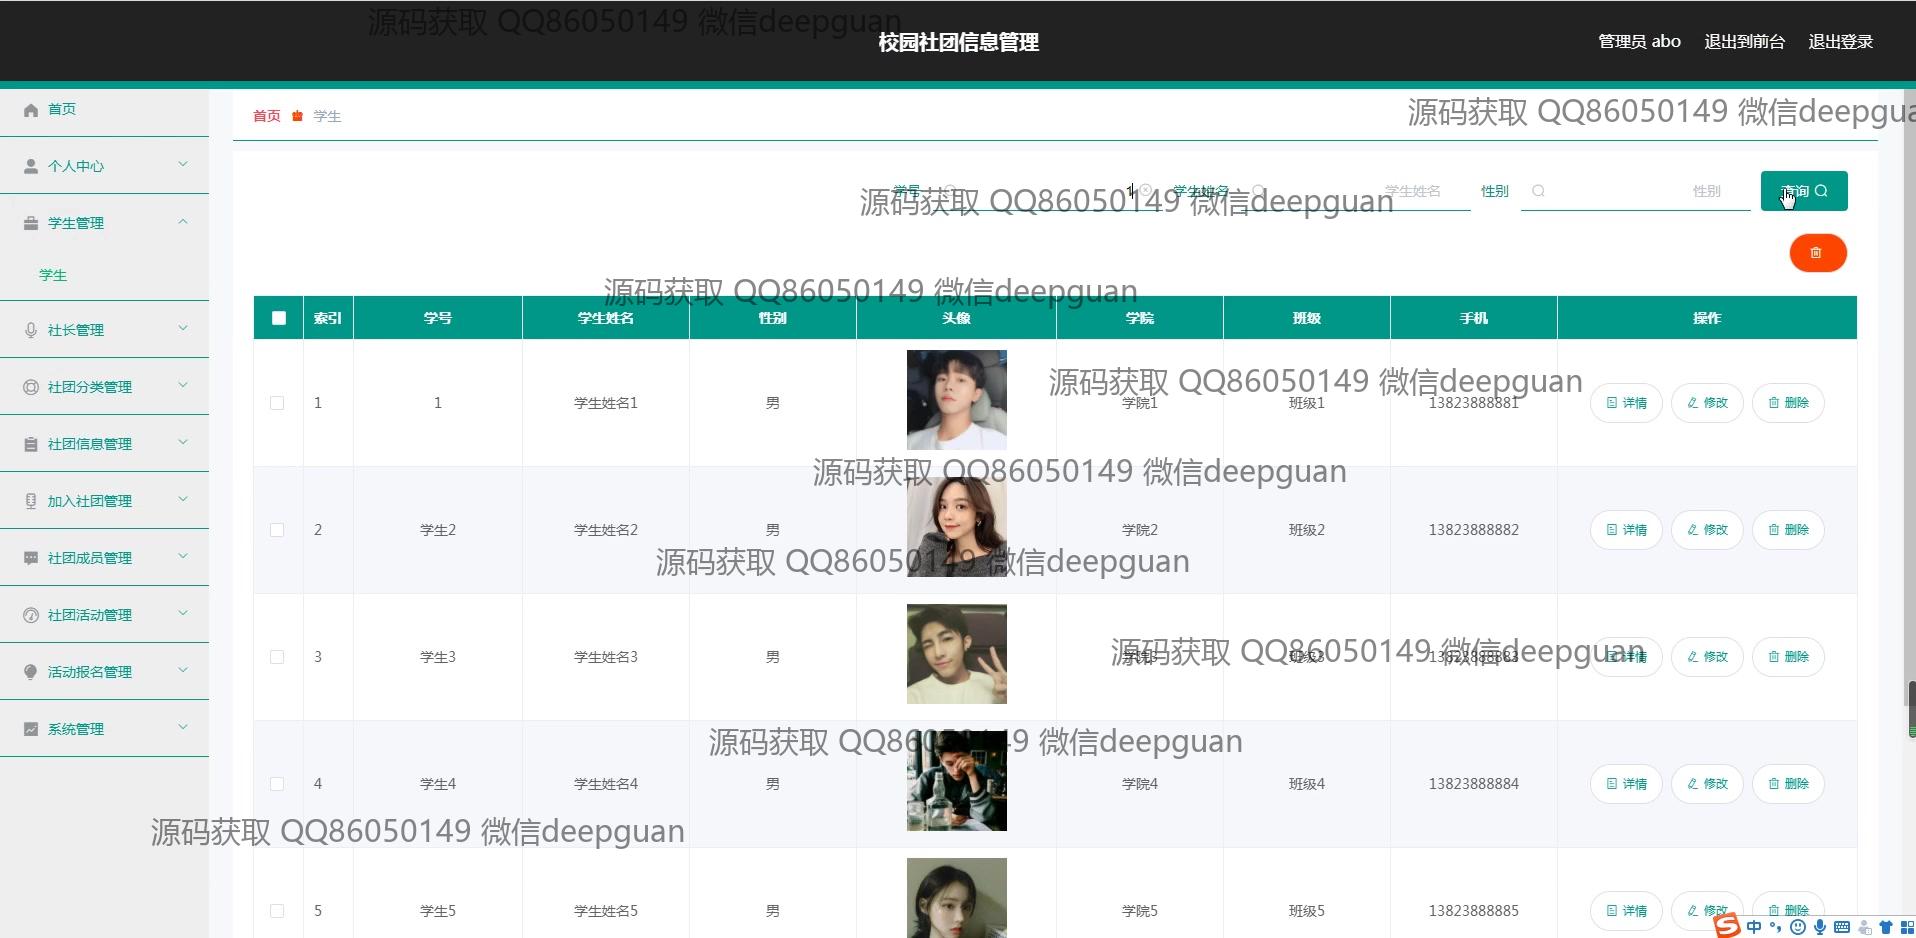 源码获取 QQ86050149 微信deepguan
校园社团信息管理
管理员 abo 退出到前台 退出登录
首页
个人中心
学生管理
学生
社长管理
社团分类管理
社团信息管理
加入社团管理
社团成员管理
社团活动管理
活动报名管理
系统管理
首页 学生
源码获取 QQ86050149 微信deepgua
学号 1 学生姓名 学生姓名 性别 性别 查询
源码获取 QQ86050149 微信deepguan
源码获取 QQ86050149 微信deepguan
索引 学号 学生姓名 性别 头像 学院 班级 手机 操作
源码获取 QQ86050149 微信deepguan
1 1 学生姓名1 男 学院1 班级1 13823888881 详情 修改 删除
源码获取 QQ86050149 微信deepguan
2 学生2 学生姓名2 男 学院2 班级2 13823888882 详情 修改 删除
源码获取 QQ86050149 微信deepguan
3 学生3 学生姓名3 男 学院3 班级3 13823888883 详情 修改 删除
源码获取 QQ86050149 微信deepguan
源码获取 QQ86050149 微信deepguan
4 学生4 学生姓名4 男 学院4 班级4 13823888884 详情 修改 删除
源码获取 QQ86050149 微信deepguan
5 学生5 学生姓名5 男 学院5 班级5 13823888885 详情 修改 删除
S 中